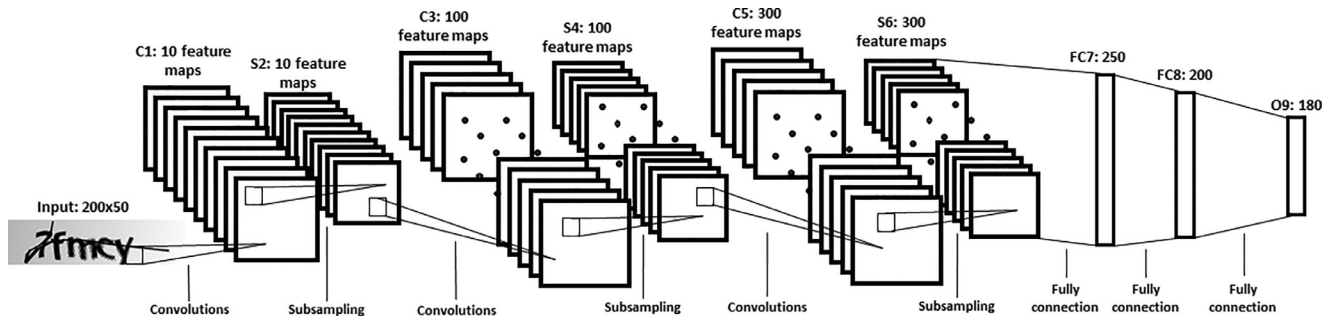 C1: 10 feature
maps
S2: 10 feature
maps
C3: 100
feature maps
S4: 100
feature maps
C5: 300
feature maps
S6: 300
feature maps
FC7: 250
FC8: 200
O9: 180
Input: 200x50
7fmcy
Convolutions
Subsampling
Convolutions
Subsampling
Convolutions
Subsampling
Fully
connection
Fully
connection
Fully
connection